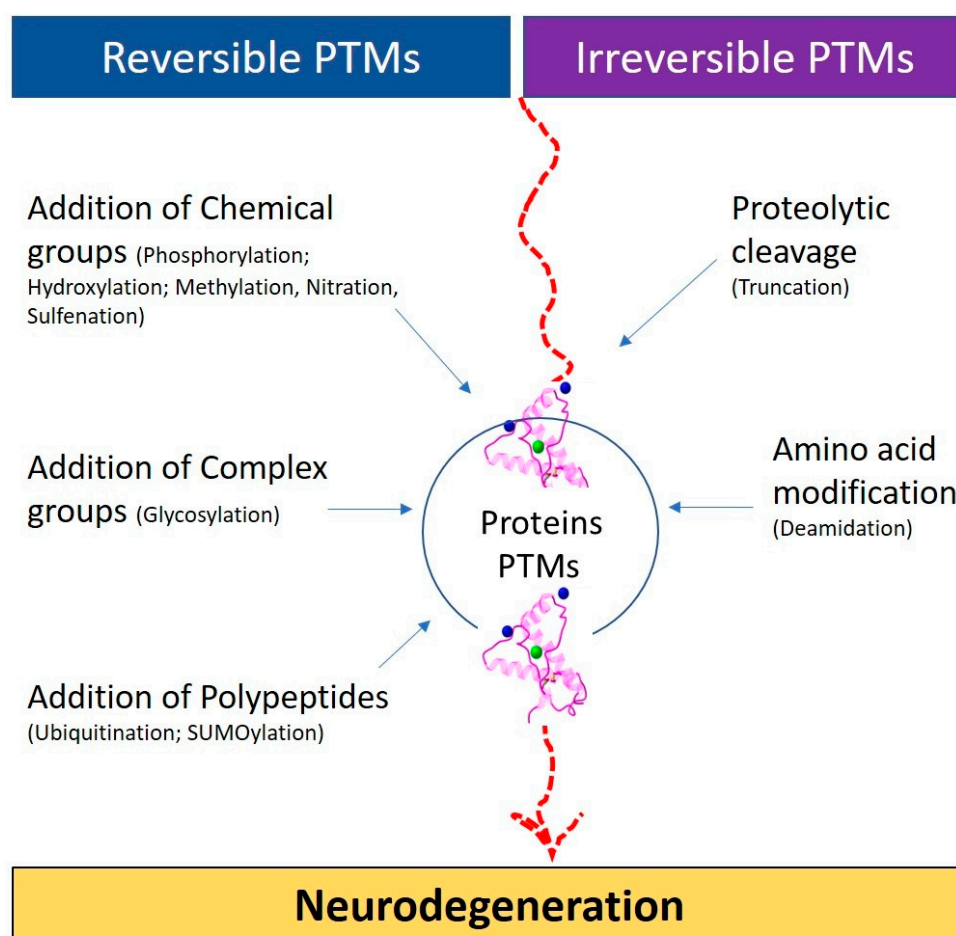 Reversible PTMs
Irreversible PTMs
Addition of Chemical
groups (Phosphorylation;
Hydroxylation; Methylation, Nitration,
Sulfenation)
Proteolytic
cleavage
(Truncation)
Addition of Complex
groups (Glycosylation)
Amino acid
modification
(Deamidation)
Proteins
PTMs
Addition of Polypeptides
(Ubiquitination; SUMOylation)
Neurodegeneration